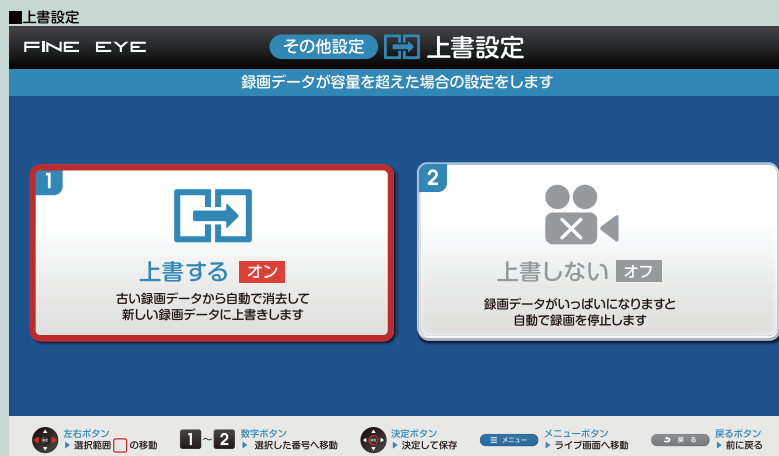 ■上書設定
FINE EYE
その他設定 上書設定
録画データが容量を超えた場合の設定をします
1
上書する オン
古い録画データから自動で消去して
新しい録画データに上書きします
2
上書しない オフ
録画データがいっぱいになりますと
自動で録画を停止します
左右ボタン
▶ 選択範囲 の移動
1 ~ 2 数字ボタン
▶ 選択した番号へ移動
決定ボタン
▶ 決定して保存
メニュー
メニューボタン
▶ ライブ画面へ移動
戻る
戻るボタン
▶ 前に戻る